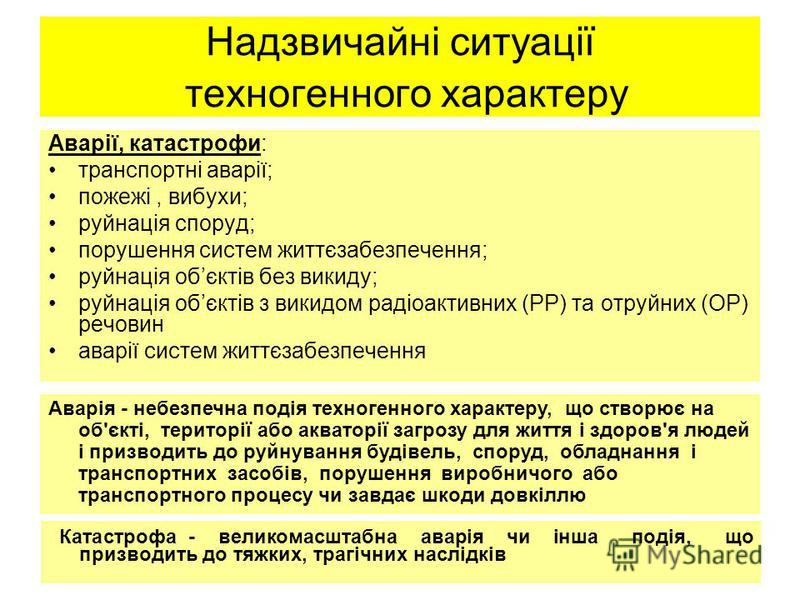 Надзвичайні ситуації
техногенного характеру
Аварії, катастрофи:
• транспортні аварії;
• пожежі , вибухи;
• руйнація споруд;
• порушення систем життєзабезпечення;
• руйнація об’єктів без викиду;
• руйнація об’єктів з викидом радіоактивних (РР) та отруйних (ОР)
речовин
• аварії систем життєзабезпечення
Аварія - небезпечна подія техногенного характеру, що створює на
об'єкті, території або акваторії загрозу для життя і здоров'я людей
і призводить до руйнування будівель, споруд, обладнання і
транспортних засобів, порушення виробничого або
транспортного процесу чи завдає шкоди довкіллю
Катастрофа - великомасштабна аварія чи інша подія, що
призводить до тяжких, трагічних наслідків
MyShared